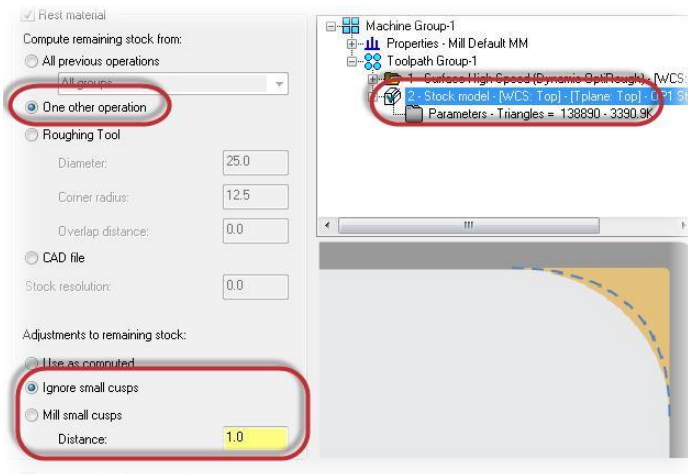 Rest material
Compute remaining stock from:
All previous operations
All groups
One other operation
Roughing Tool
Diameter: 25.0
Corner radius: 12.5
Overlap distance: 0.0
CAD file
Stock resolution: 0.0
Adjustments to remaining stock:
Use as computed
Ignore small cusps
Mill small cusps
Distance: 1.0
Machine Group-1
Properties - Mill Default MM
Toolpath Group-1
1 - Surface High Speed (Dynamic OptiRough) - [WCS:
2 - Stock model - [WCS: Top] - [Tplane: Top] - OP1 St
Parameters - Triangles = 138890 - 3390.9K